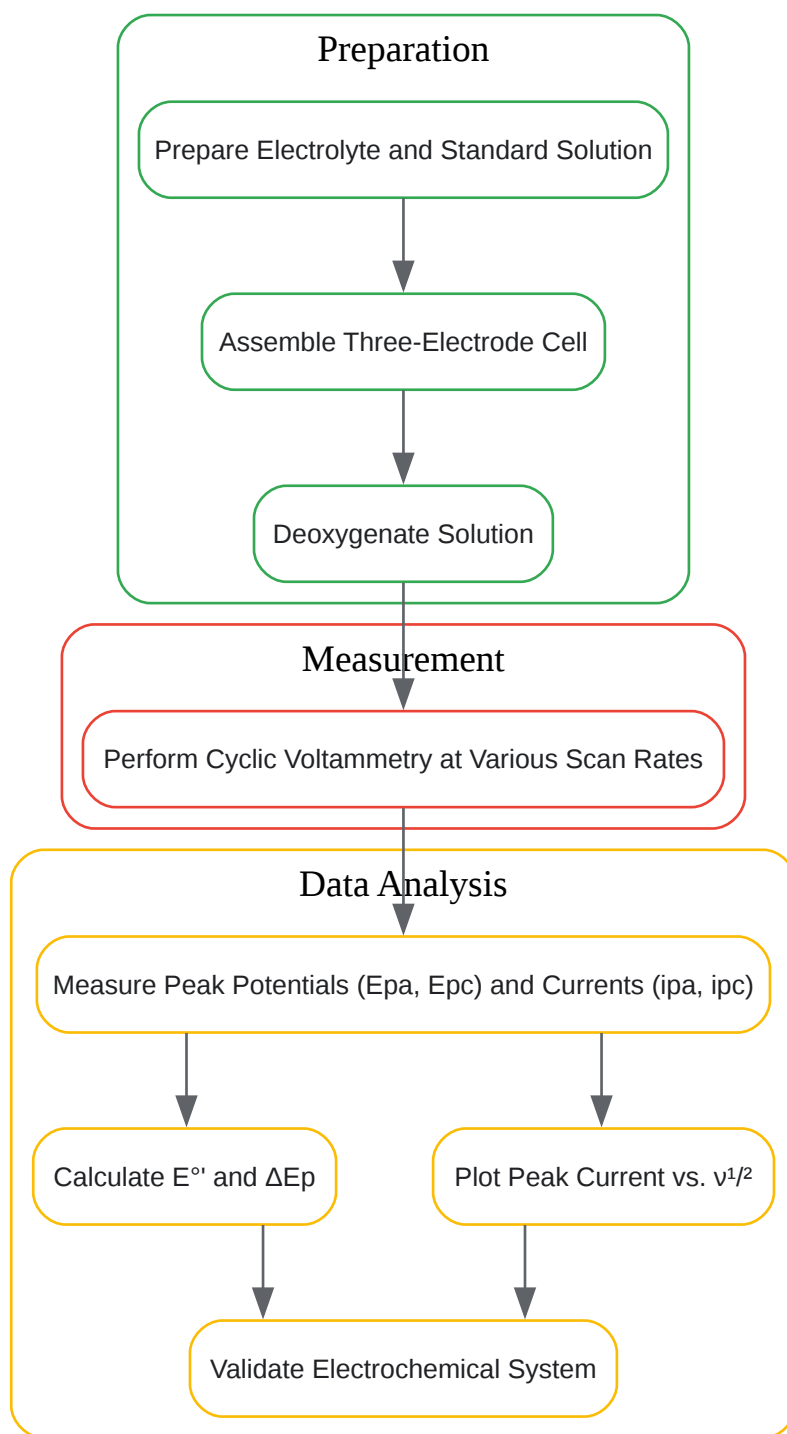 Preparation
Prepare Electrolyte and Standard Solution
Assemble Three-Electrode Cell
Deoxygenate Solution
Measurement
Perform Cyclic Voltammetry at Various Scan Rates
Data Analysis
Measure Peak Potentials (Epa, Epc) and Currents (ipa, ipc)
Calculate E°' and ΔEp
Plot Peak Current vs. ν¹/²
Validate Electrochemical System